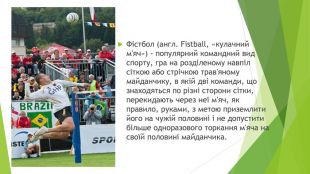 Фістбол (англ. Fistball, «кулачний
м'яч») - популярний командний вид
спорту, гра на розділеному навпіл
сіткою або стрічкою трав'яному
майданчику, в якій дві команди, що
знаходяться по різні сторони сітки,
перекидають через неї м'яч, як
правило, руками, з метою приземлити
його на чужій половині і не допустити
більше одноразового торкання м'яча на
своїй половині майданчика.
BRAZIL
SPORT